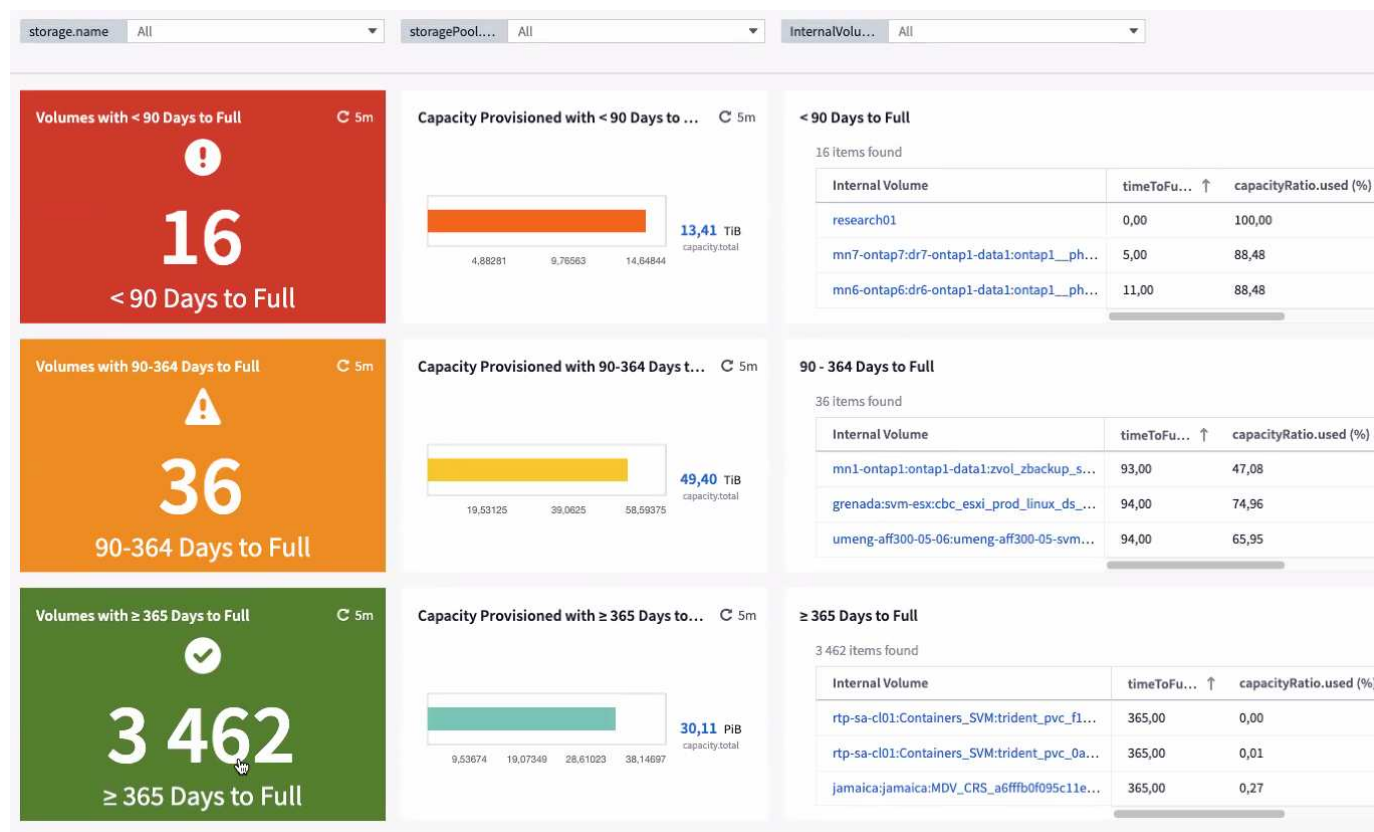 storage.name All storagePool.... All InternalVolu... All
Volumes with < 90 Days to Full 5m
16
< 90 Days to Full
Capacity Provisioned with < 90 Days to ... 5m
13,41 TiB
capacity.total
4,88281 9,76563 14,64844
< 90 Days to Full
16 items found
Internal Volume timeToFu... ↑ capacityRatio.used (%)
research01 0,00 100,00
mn7-ontap7:dr7-ontap1-data1:ontap1__ph... 5,00 88,48
mn6-ontap6:dr6-ontap1-data1:ontap1__ph... 11,00 88,48
Volumes with 90-364 Days to Full 5m
36
90-364 Days to Full
Capacity Provisioned with 90-364 Days t... 5m
49,40 TiB
capacity.total
19,53125 39,0625 58,59375
90 - 364 Days to Full
36 items found
Internal Volume timeToFu... ↑ capacityRatio.used (%)
mn1-ontap1:ontap1-data1:zvol_zbackup_s... 93,00 47,08
grenada:svm-esx:cbc_esxi_prod_linux_ds_... 94,00 74,96
umeng-aff300-05-06:umeng-aff300-05-svm... 94,00 65,95
Volumes with ≥ 365 Days to Full 5m
3 462
≥ 365 Days to Full
Capacity Provisioned with ≥ 365 Days to... 5m
30,11 PiB
capacity.total
9,53674 19,07349 28,61023 38,14697
≥ 365 Days to Full
3 462 items found
Internal Volume timeToFu... ↑ capacityRatio.used (%)
rtp-sa-cl01:Containers_SVM:trident_pvc_f1... 365,00 0,00
rtp-sa-cl01:Containers_SVM:trident_pvc_0a... 365,00 0,01
jamaica:jamaica:MDV_CRS_a6fffb0f095c11e... 365,00 0,27